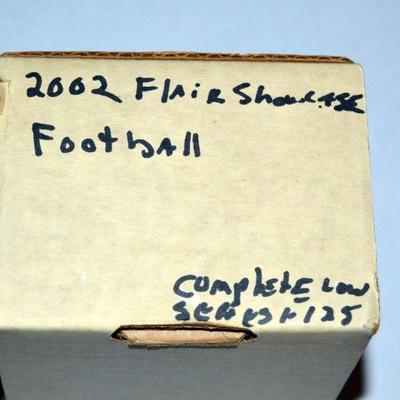 2002 Flair Showcase
Football
Complete Low
Series 1-125